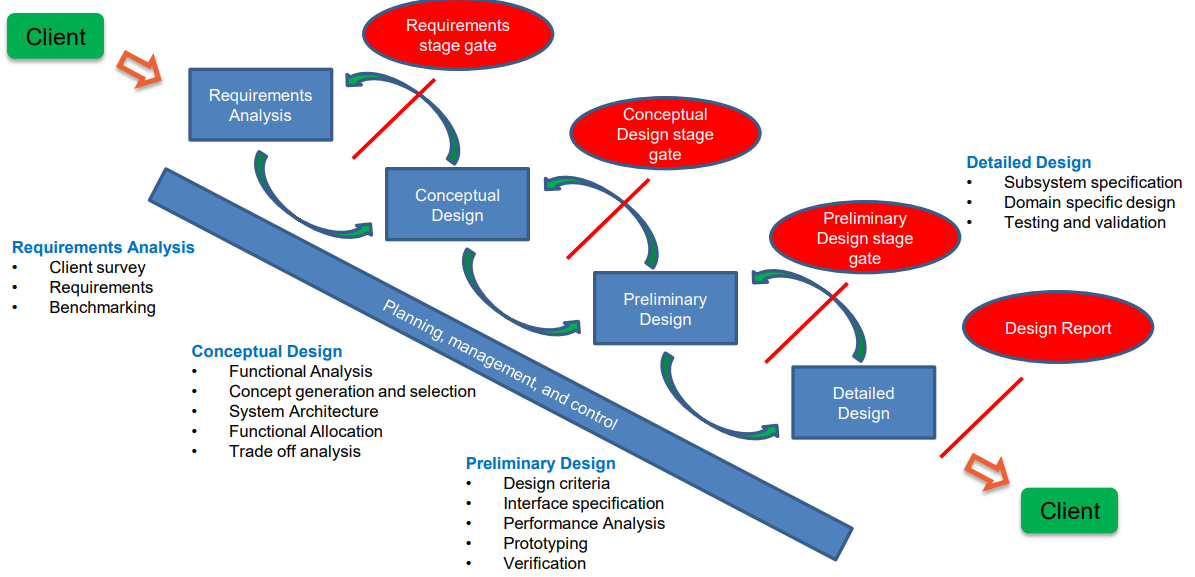 Client
Requirements
stage gate
Requirements
Analysis
Conceptual
Design stage
gate
Conceptual
Design
Detailed Design
• Subsystem specification
• Domain specific design
• Testing and validation
Preliminary
Design stage
gate
Requirements Analysis
• Client survey
• Requirements
• Benchmarking
Preliminary
Design
Planning, management, and control
Design Report
Conceptual Design
• Functional Analysis
• Concept generation and selection
• System Architecture
• Functional Allocation
• Trade off analysis
Detailed
Design
Preliminary Design
• Design criteria
• Interface specification
• Performance Analysis
• Prototyping
• Verification
Client